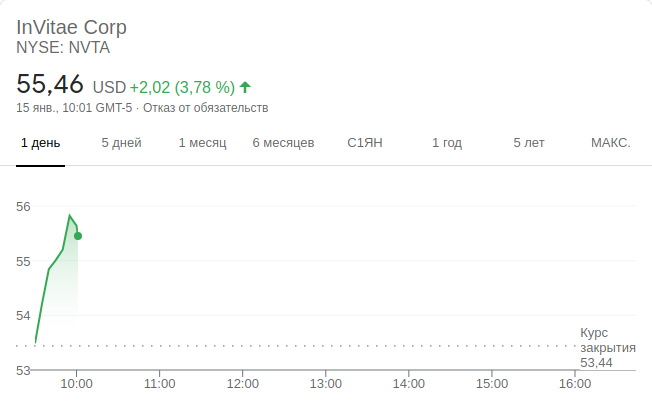 InVitae Corp
NYSE: NVTA
55,46 USD +2,02 (3,78 %)
15 янв., 10:01 GMT-5 · Отказ от обязательств
1 день 5 дней 1 месяц 6 месяцев С1ЯН 1 год 5 лет МАКС.
56
55
54
53
Курс
закрытия
53,44
10:00 11:00 12:00 13:00 14:00 15:00 16:00